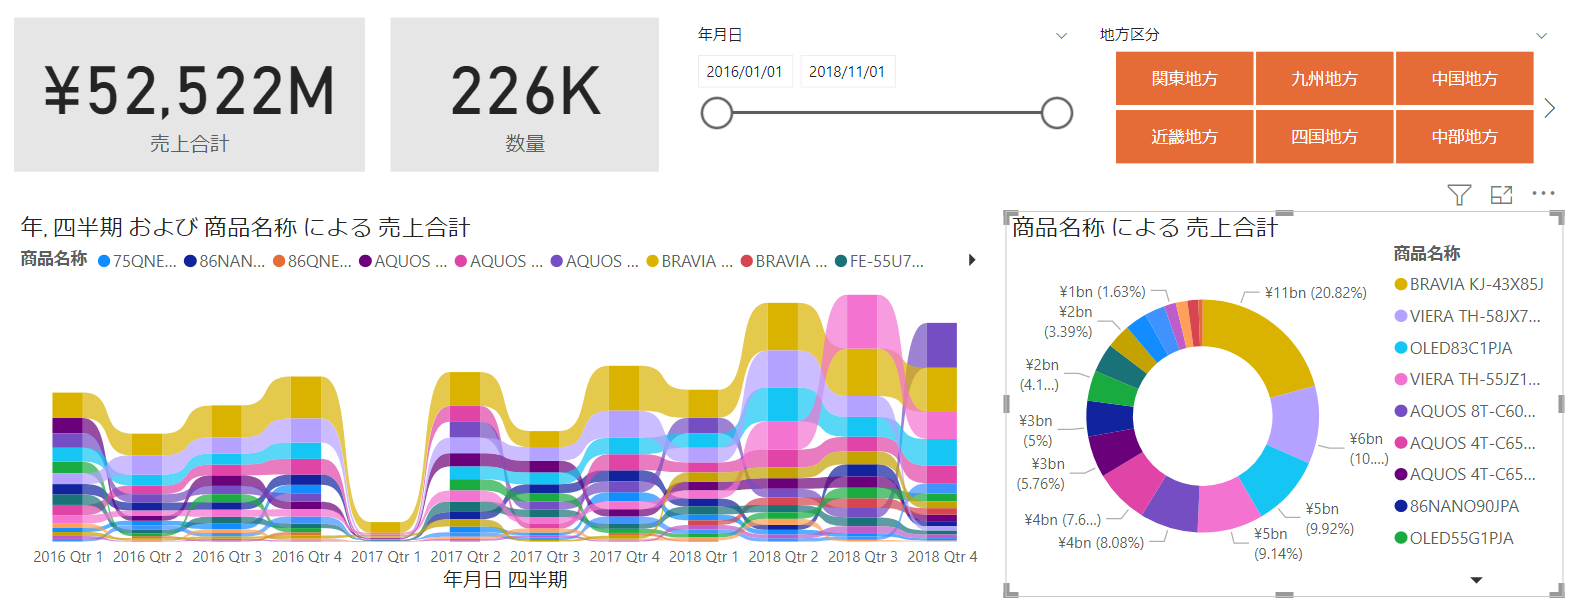 ¥52,522M
売上合計
226K
数量
年月日
2016/01/01
2018/11/01
地方区分
関東地方
九州地方
中国地方
近畿地方
四国地方
中部地方
年, 四半期 および 商品名称 による 売上合計
商品名称 75QNE... 86NAN... 86QNE... AQUOS ... AQUOS ... AQUOS ... BRAVIA ... BRAVIA ... FE-55U7...
2016 Qtr 1 2016 Qtr 2 2016 Qtr 3 2016 Qtr 4 2017 Qtr 1 2017 Qtr 2 2017 Qtr 3 2017 Qtr 4 2018 Qtr 1 2018 Qtr 2 2018 Qtr 3 2018 Qtr 4
年月日 四半期
商品名称 による 売上合計
¥11bn (20.82%)
¥6bn
(10....)
¥5bn
(9.92%)
¥5bn
(9.14%)
¥4bn (8.08%)
¥4bn (7.6...)
¥3bn
(5.76%)
¥3bn
(5%)
¥2bn
(4.1...)
¥2bn
(3.39%)
¥1bn (1.63%)
商品名称
BRAVIA KJ-43X85J
VIERA TH-58JX7...
OLED83C1PJA
VIERA TH-55JZ1...
AQUOS 8T-C60...
AQUOS 4T-C65...
AQUOS 4T-C65...
86NANO90JPA
OLED55G1PJA